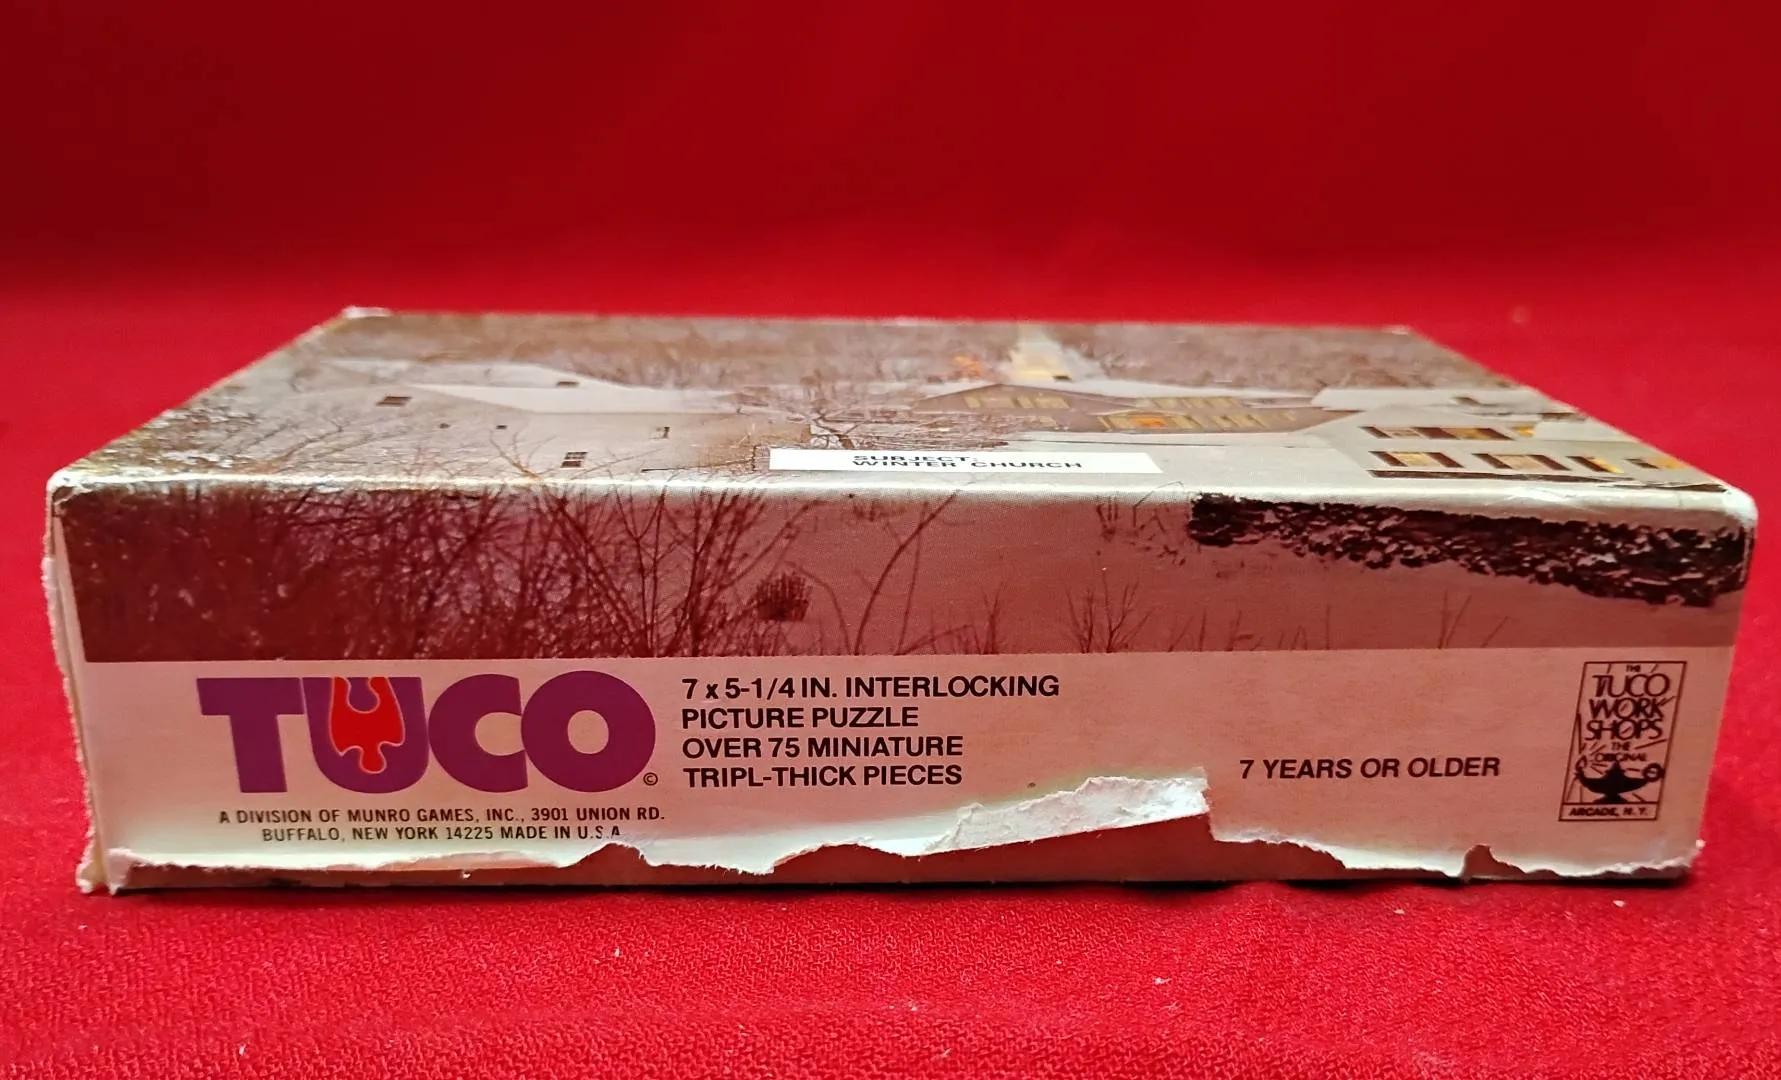 SUBJECT:
WINTER CHURCH
TUCO ©
7 x 5-1/4 IN. INTERLOCKING
PICTURE PUZZLE
OVER 75 MINIATURE
TRIPL-THICK PIECES
A DIVISION OF MUNRO GAMES, INC., 3901 UNION RD.
BUFFALO, NEW YORK 14225 MADE IN U.S.A
7 YEARS OR OLDER
THE
TUCO
WORK
SHOPS
THE
ORIGINAL
ARCADE, N.Y.